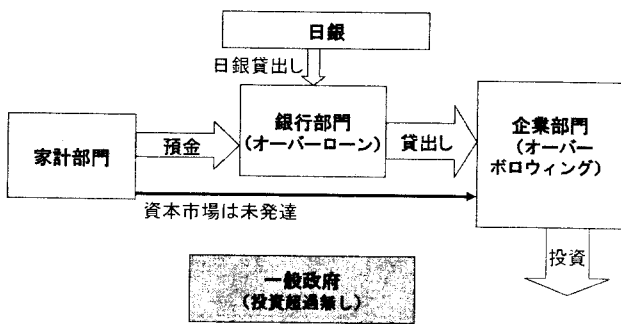 日銀
日銀貸出し
銀行部門
(オーバーローン)
家計部門
預金
貸出し
企業部門
(オーバー
ボロウィング)
資本市場は未発達
投資
一般政府
(投資超過無し)